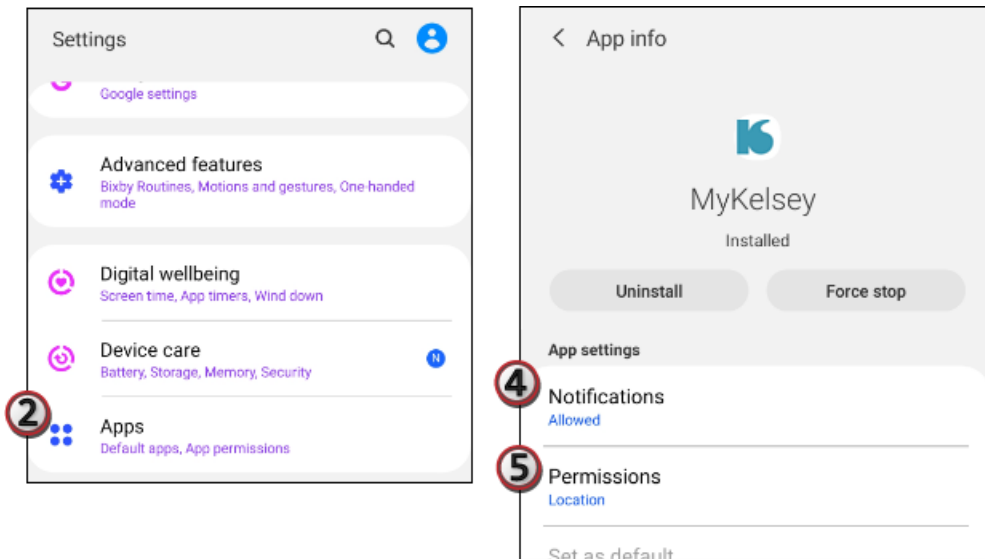 Settings
Google settings
Advanced features
Bixby Routines, Motions and gestures, One-handed
mode
Digital wellbeing
Screen time, App timers, Wind down
Device care
N
Battery, Storage, Memory, Security
2
Apps
Default apps, App permissions
App info
MyKelsey
Installed
Uninstall
Force stop
App settings
4
Notifications
Allowed
5
Permissions
Location
Set as default